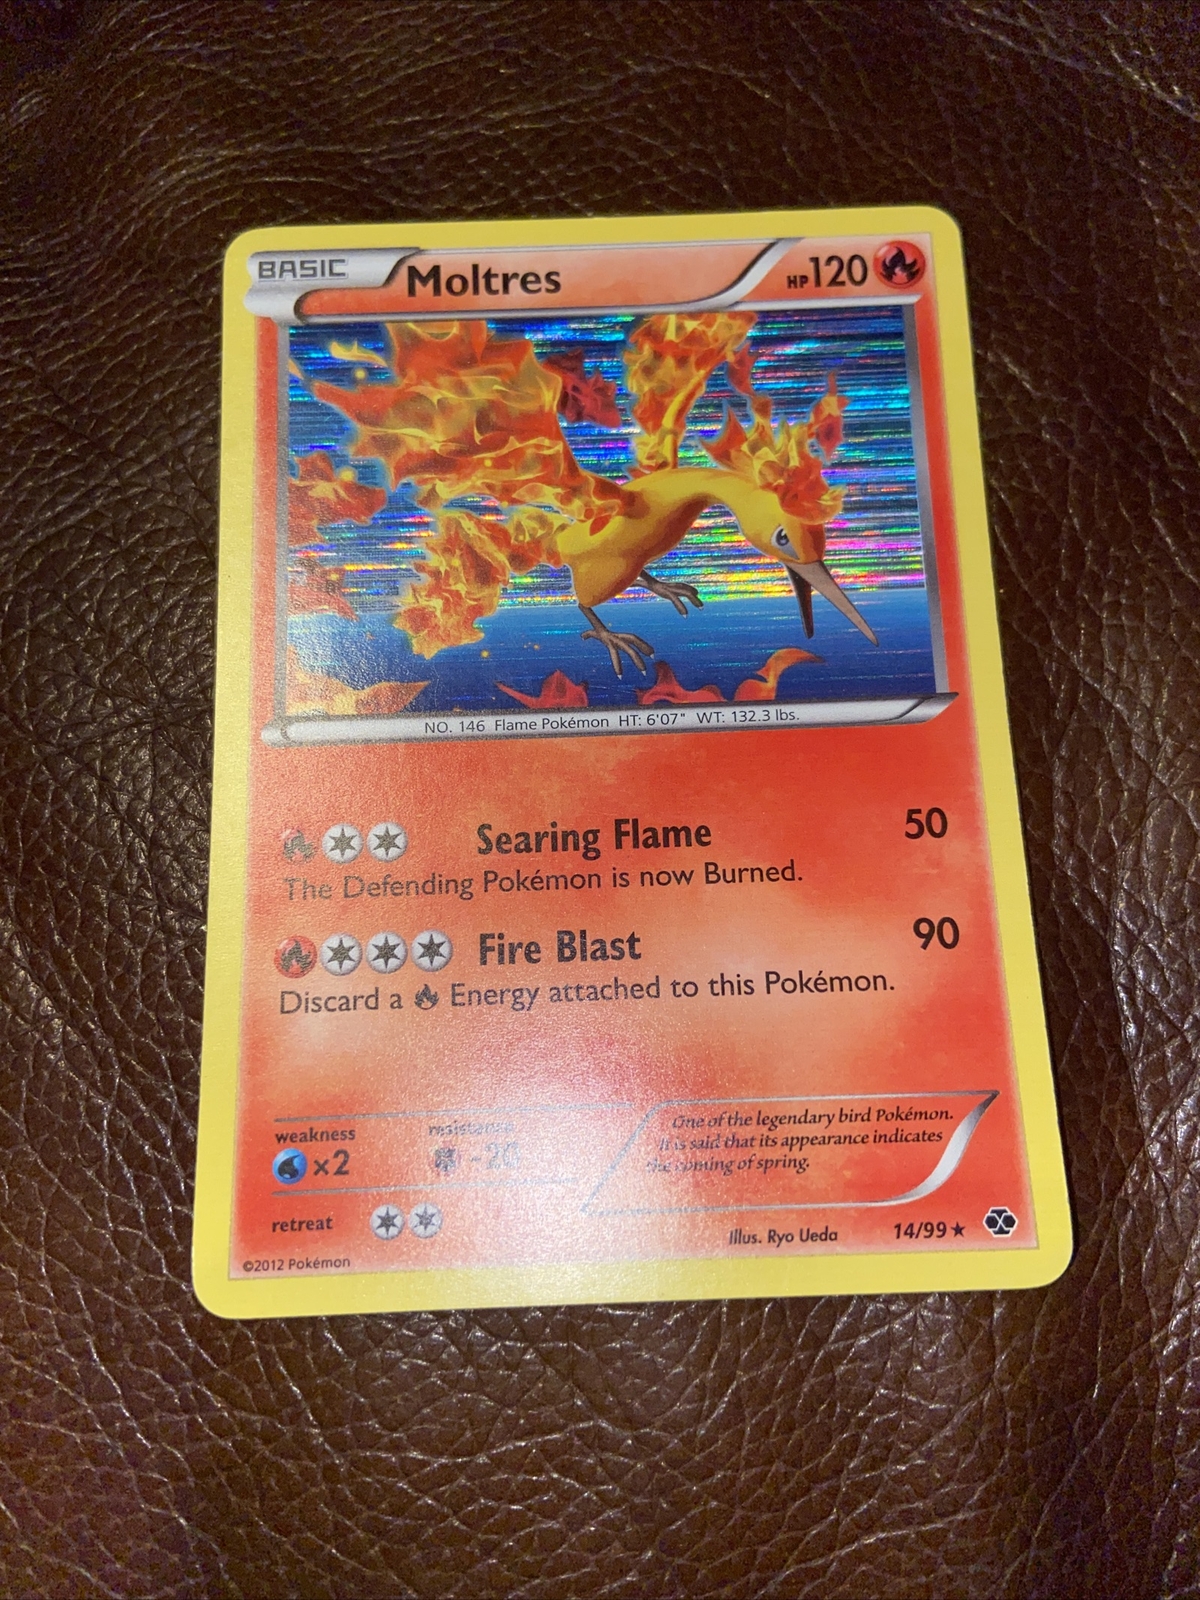 BASIC Moltres HP120
NO. 146 Flame Pokémon HT: 6'07" WT: 132.3 lbs.
Searing Flame 50
The Defending Pokémon is now Burned.
Fire Blast 90
Discard a Energy attached to this Pokémon.
weakness resistance
x2 -20
One of the legendary bird Pokémon.
It is said that its appearance indicates
the coming of spring.
retreat
Illus. Ryo Ueda 14/99★
©2012 Pokémon